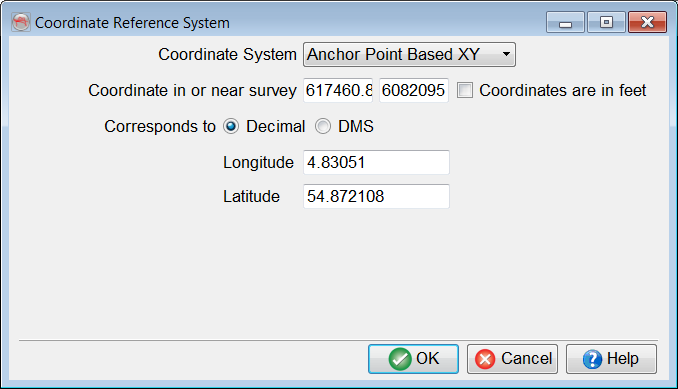 Coordinate Reference System
Coordinate System Anchor Point Based XY
Coordinate in or near survey 617460.8 6082095 Coordinates are in feet
Corresponds to Decimal DMS
Longitude 4.83051
Latitude 54.872108
OK Cancel Help